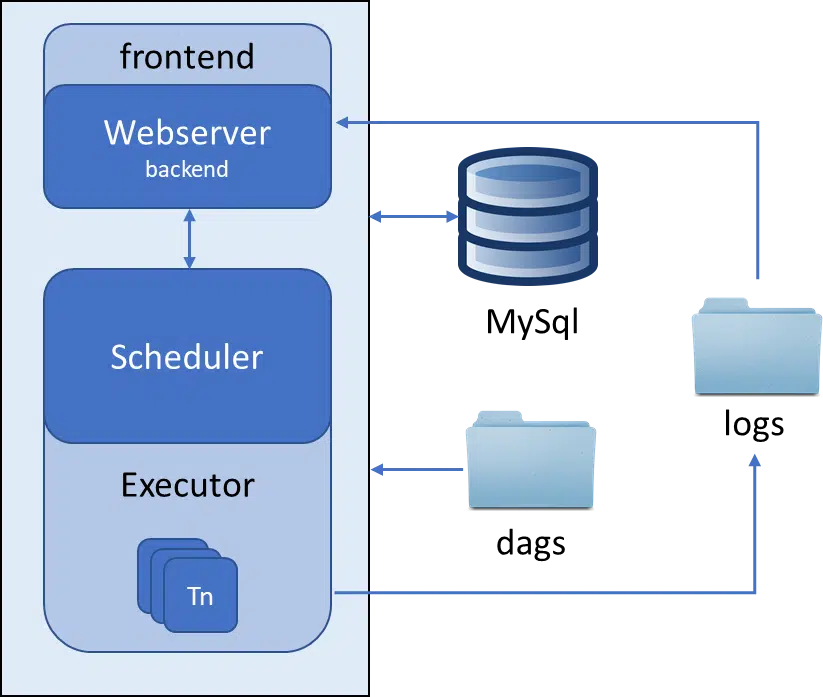 frontend
Webserver
backend
Scheduler
Executor
Tn
MySql
logs
dags